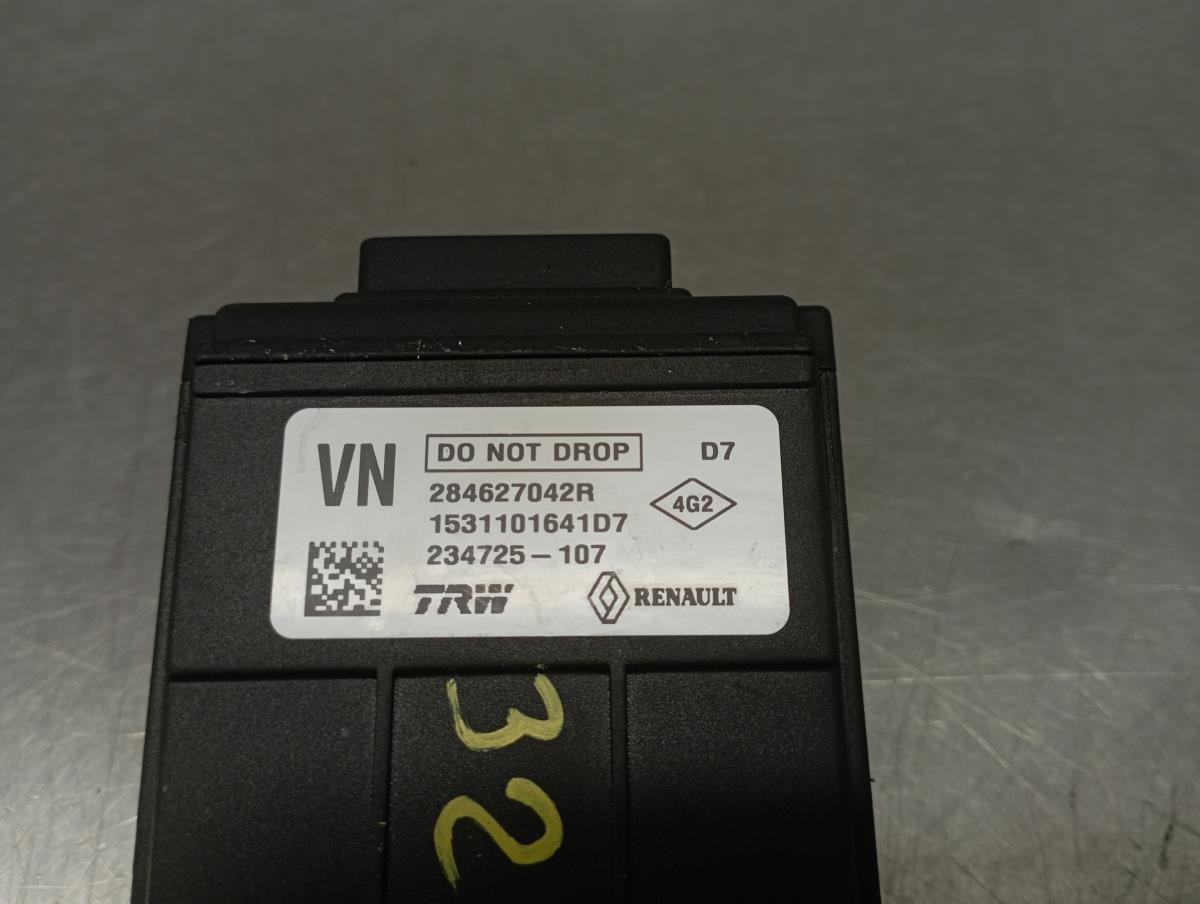 VN
DO NOT DROP
D7
284627042R
4G2
1531101641D7
234725-107
TRW
RENAULT
32